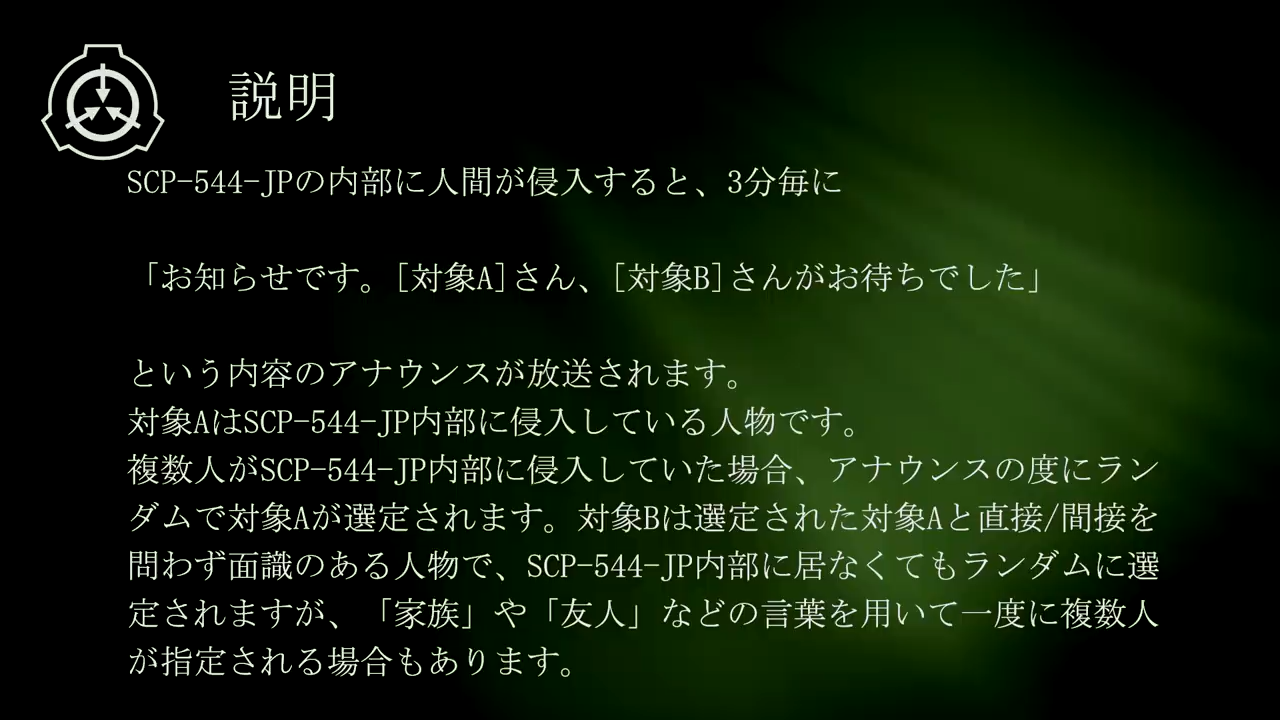 説明
SCP-544-JPの内部に人間が侵入すると、3分毎に
「お知らせです。[対象A]さん、[対象B]さんがお待ちでした」
という内容のアナウンスが放送されます。
対象AはSCP-544-JP内部に侵入している人物です。
複数人がSCP-544-JP内部に侵入していた場合、アナウンスの度にラン
ダムで対象Aが選定されます。対象Bは選定された対象Aと直接/間接を
問わず面識のある人物で、SCP-544-JP内部に居なくてもランダムに選
定されますが、「家族」や「友人」などの言葉を用いて一度に複数人
が指定される場合もあります。